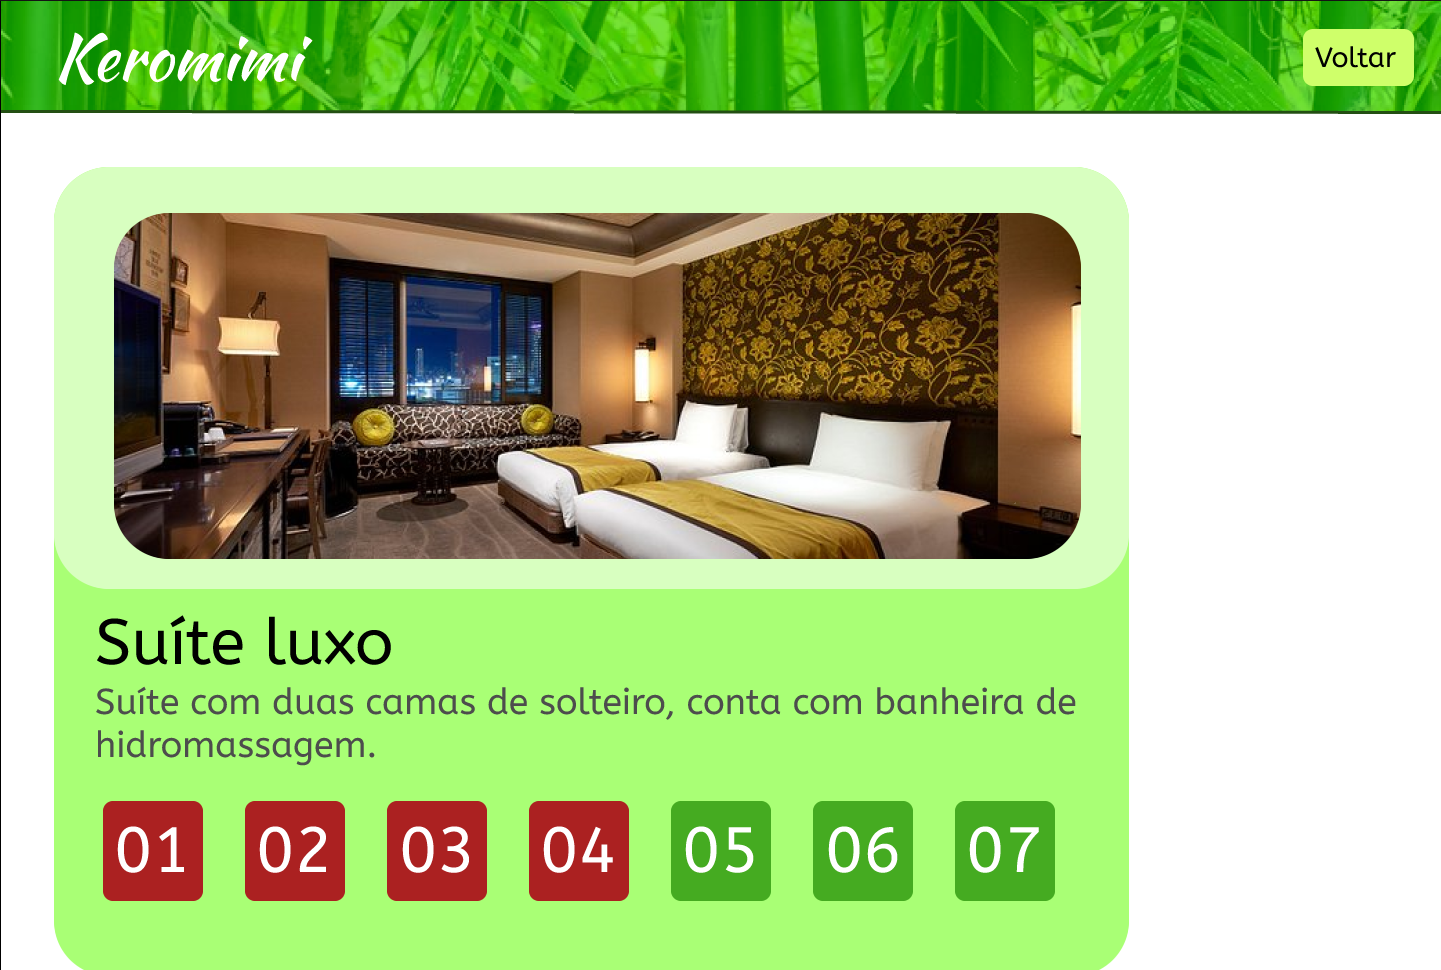 Keromimi
Voltar
Suíte luxo
Suíte com duas camas de solteiro, conta com banheira de
hidromassagem.
01 02 03 04 05 06 07